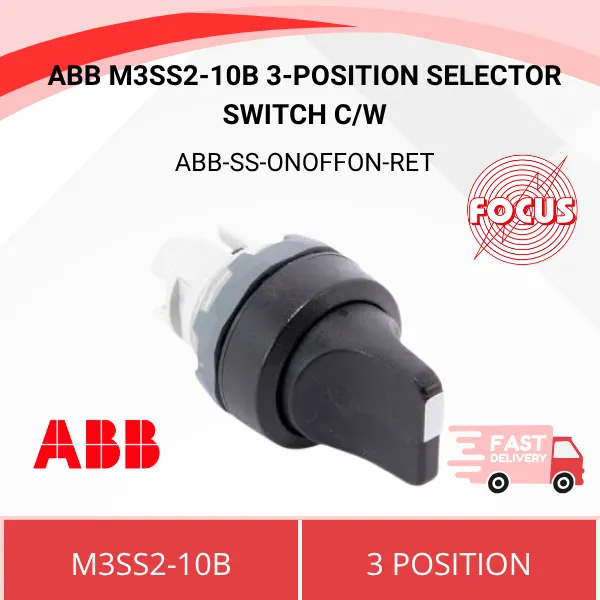 ABB M3SS2-10B 3-POSITION SELECTOR
SWITCH C/W
ABB-SS-ONOFFON-RET
FOCUS
ABB
FAST
DELIVERY
M3SS2-10B
3 POSITION